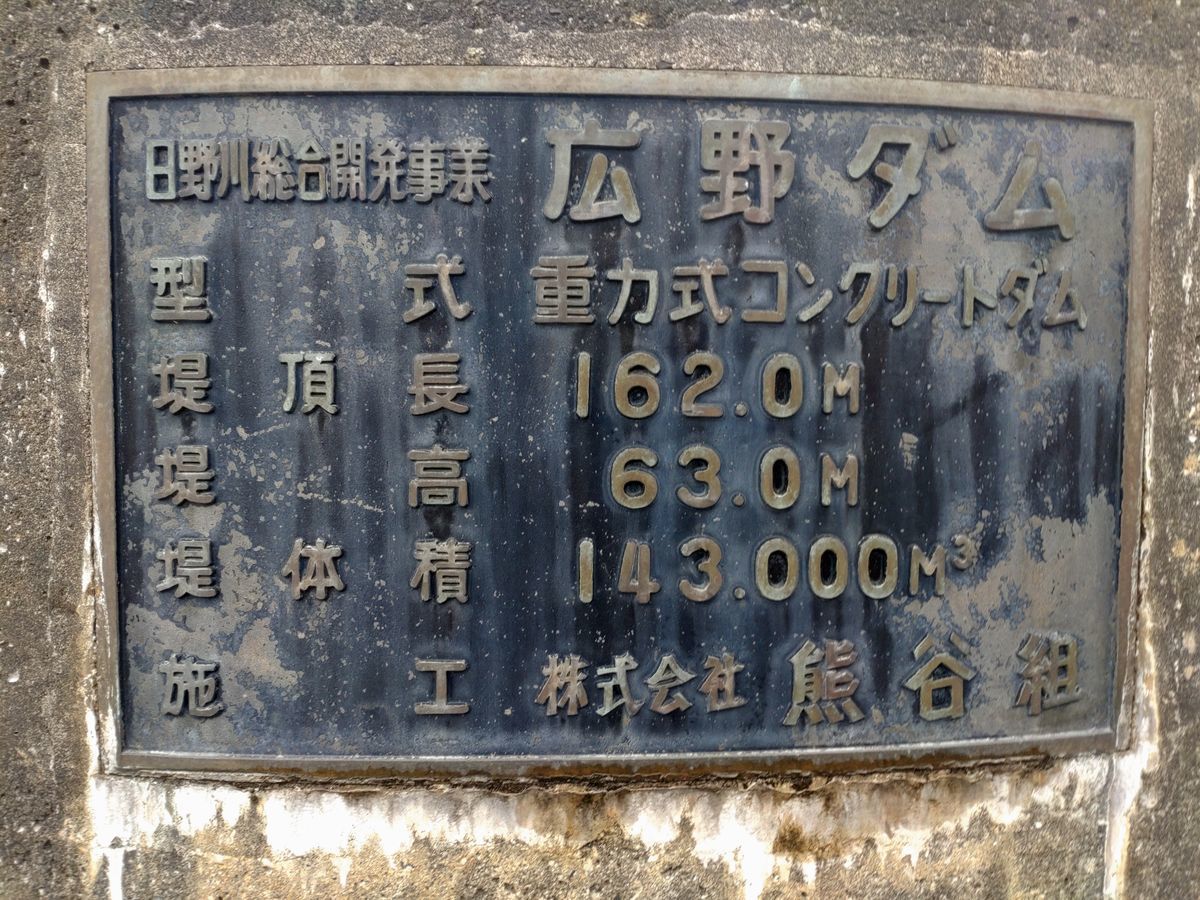 日野川総合開発事業 広野ダム
型式 重力式コンクリートダム
堤頂長 162.0M
堤高 63.0M
堤体積 143.000M³
施工 株式会社 熊谷組